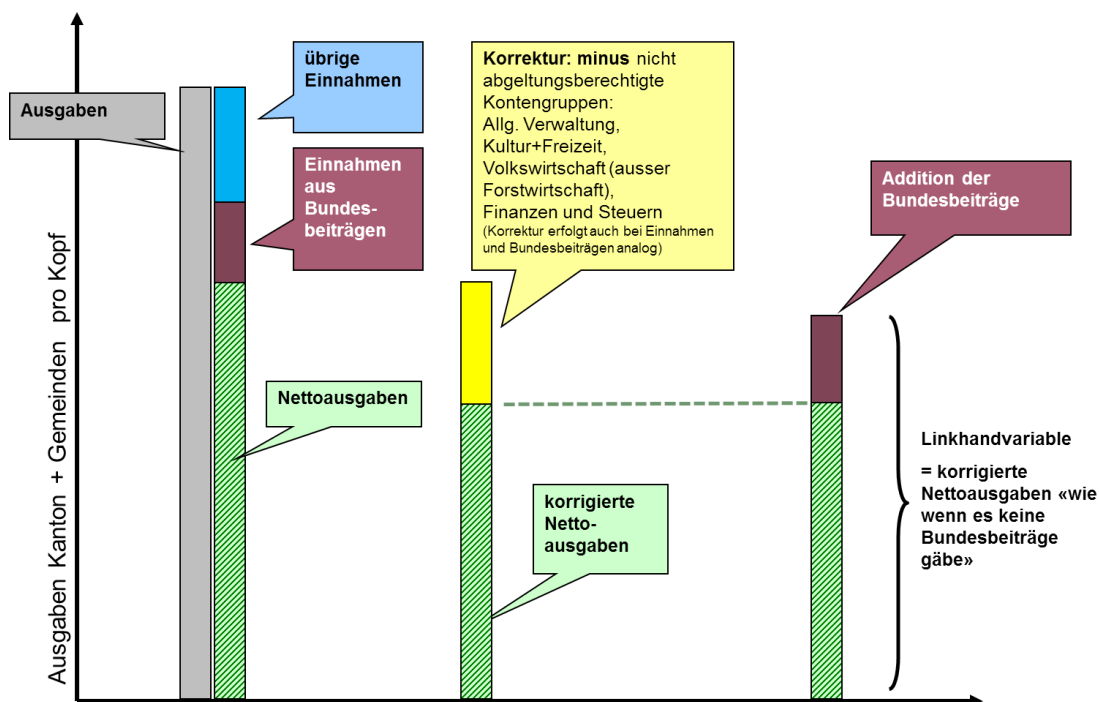 Ausgaben Kanton + Gemeinden pro Kopf
Ausgaben
übrige
Einnahmen
Einnahmen
aus
Bundes-
beiträgen
Nettoausgaben
Korrektur: minus nicht
abgeltungsberechtigte
Kontengruppen:
Allg. Verwaltung,
Kultur+Freizeit,
Volkswirtschaft (ausser
Forstwirtschaft),
Finanzen und Steuern
(Korrektur erfolgt auch bei Einnahmen
und Bundesbeiträgen analog)
korrigierte
Netto-
ausgaben
Addition der
Bundesbeiträge
Linkhandvariable
= korrigierte
Nettoausgaben «wie
wenn es keine
Bundesbeiträge
gäbe»